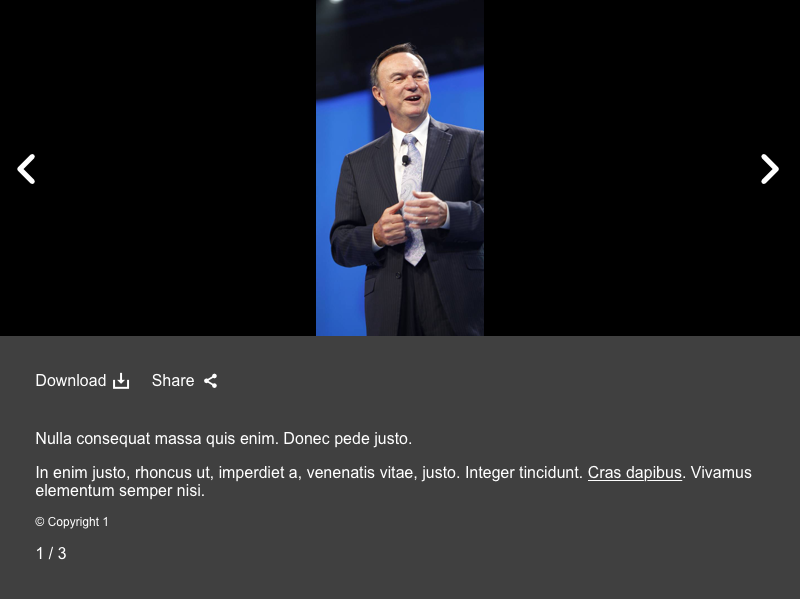 Download
Share
Nulla consequat massa quis enim. Donec pede justo.
In enim justo, rhoncus ut, imperdiet a, venenatis vitae, justo. Integer tincidunt. Cras dapibus. Vivamus
elementum semper nisi.
© Copyright 1
1 / 3